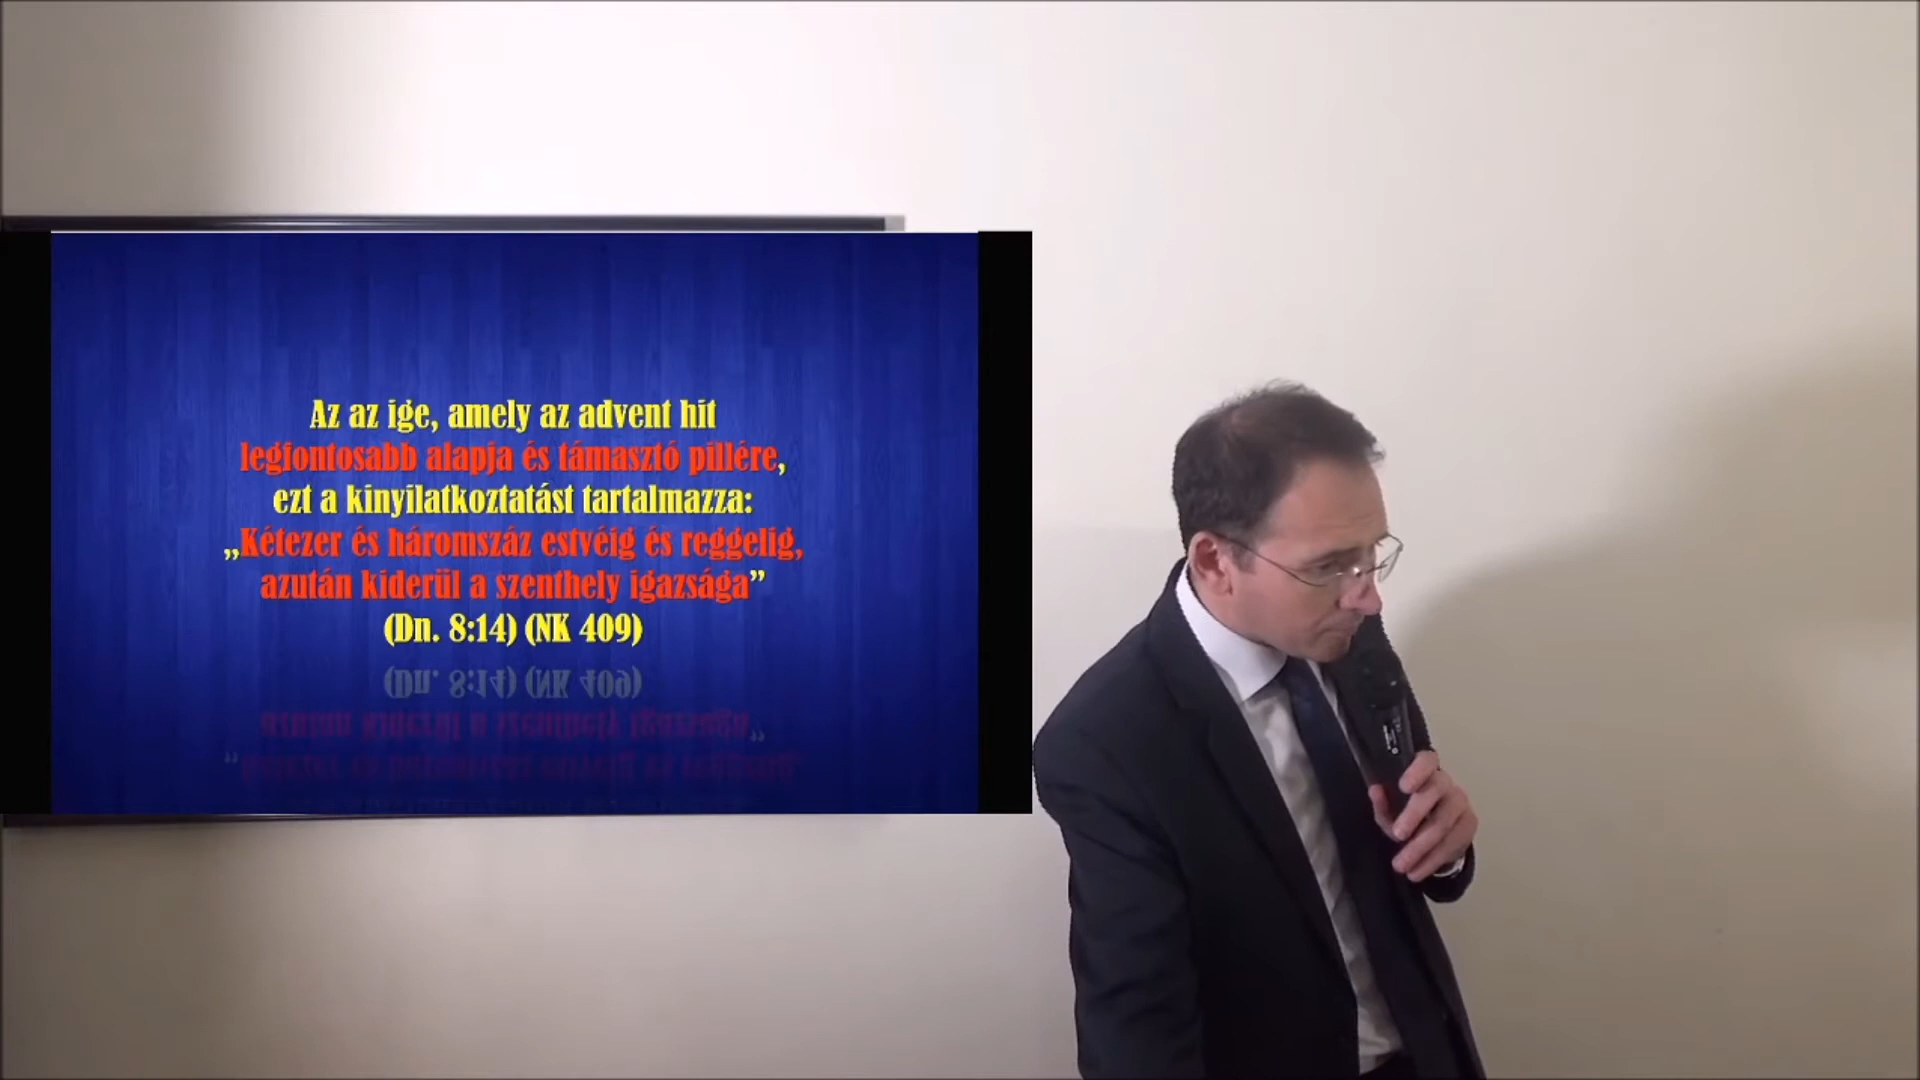 Az az ige, amely az advent hit
legfontosabb alapja és támasztó pillére,
ezt a kinyilatkoztatást tartalmazza:
„Kétezer és háromszáz estvéig és reggelig,
azután kiderül a szenthely igazsága”
(Dn. 8:14) (NK 409)